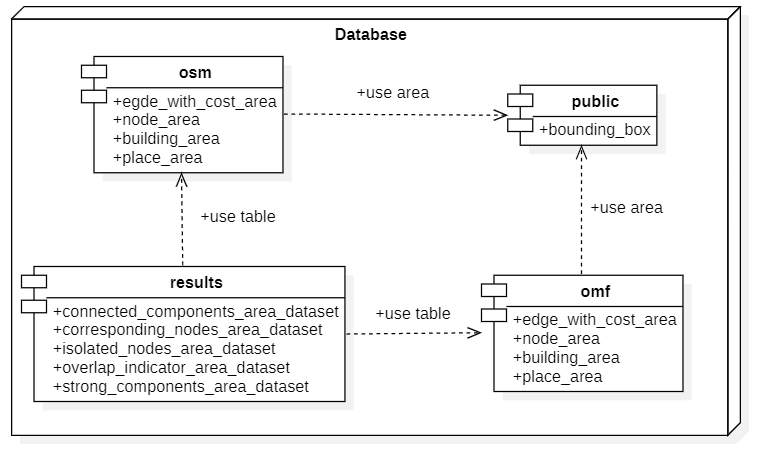 Database
osm
+egde_with_cost_area
+node_area
+building_area
+place_area
+use area
public
+bounding_box
+use table
+use area
results
+connected_components_area_dataset
+corresponding_nodes_area_dataset
+isolated_nodes_area_dataset
+overlap_indicator_area_dataset
+strong_components_area_dataset
+use table
omf
+edge_with_cost_area
+node_area
+building_area
+place_area